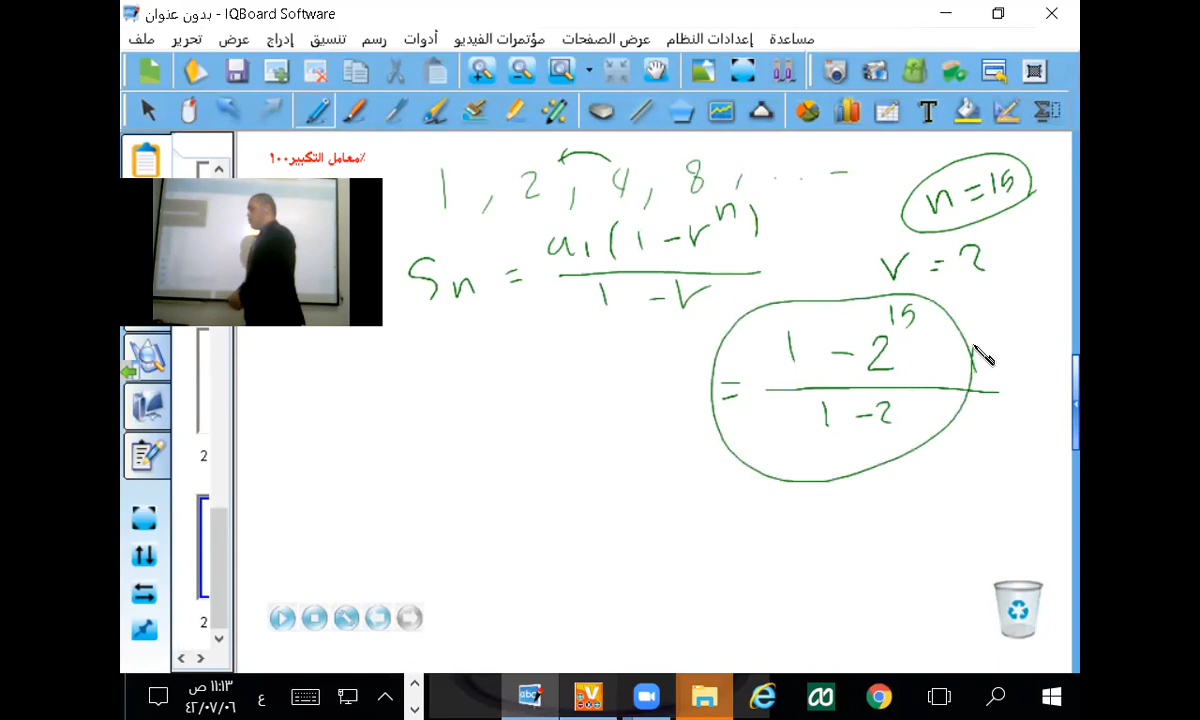 بدون عنوان - IQBoard Software
ملف تحرير عرض إدراج تنسيق رسم أدوات مؤتمرات الفيديو عرض الصفحات إعدادات النظام مساعدة
معامل التكبير١٠٠٪
1 , 2 , 4 , 8 , . . . -
n = 15
Sn = a1 (1 - r^n) / 1 - r
r = 2
= 1 - 2^15 / 1 - 2
2
2
١١:١٣ ص
٤٢/٠٧/٠٦
ع
abc